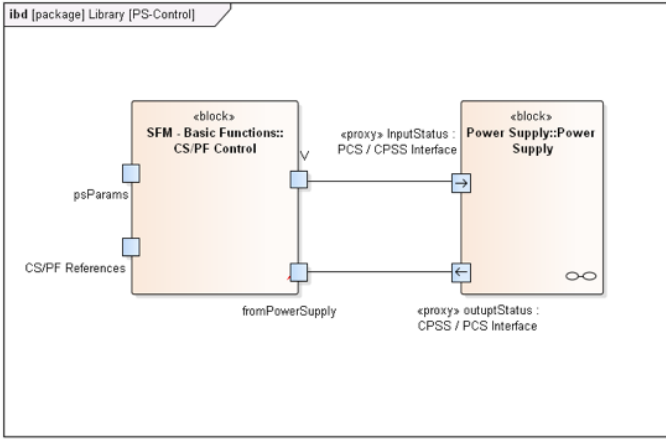 ibd [package] Library [PS-Control]
«block»
SFM - Basic Functions::
CS/PF Control
V
psParams
CS/PF References
fromPowerSupply
«proxy» InputStatus :
PCS / CPSS Interface
«block»
Power Supply::Power
Supply
«proxy» outuptStatus :
CPSS / PCS Interface